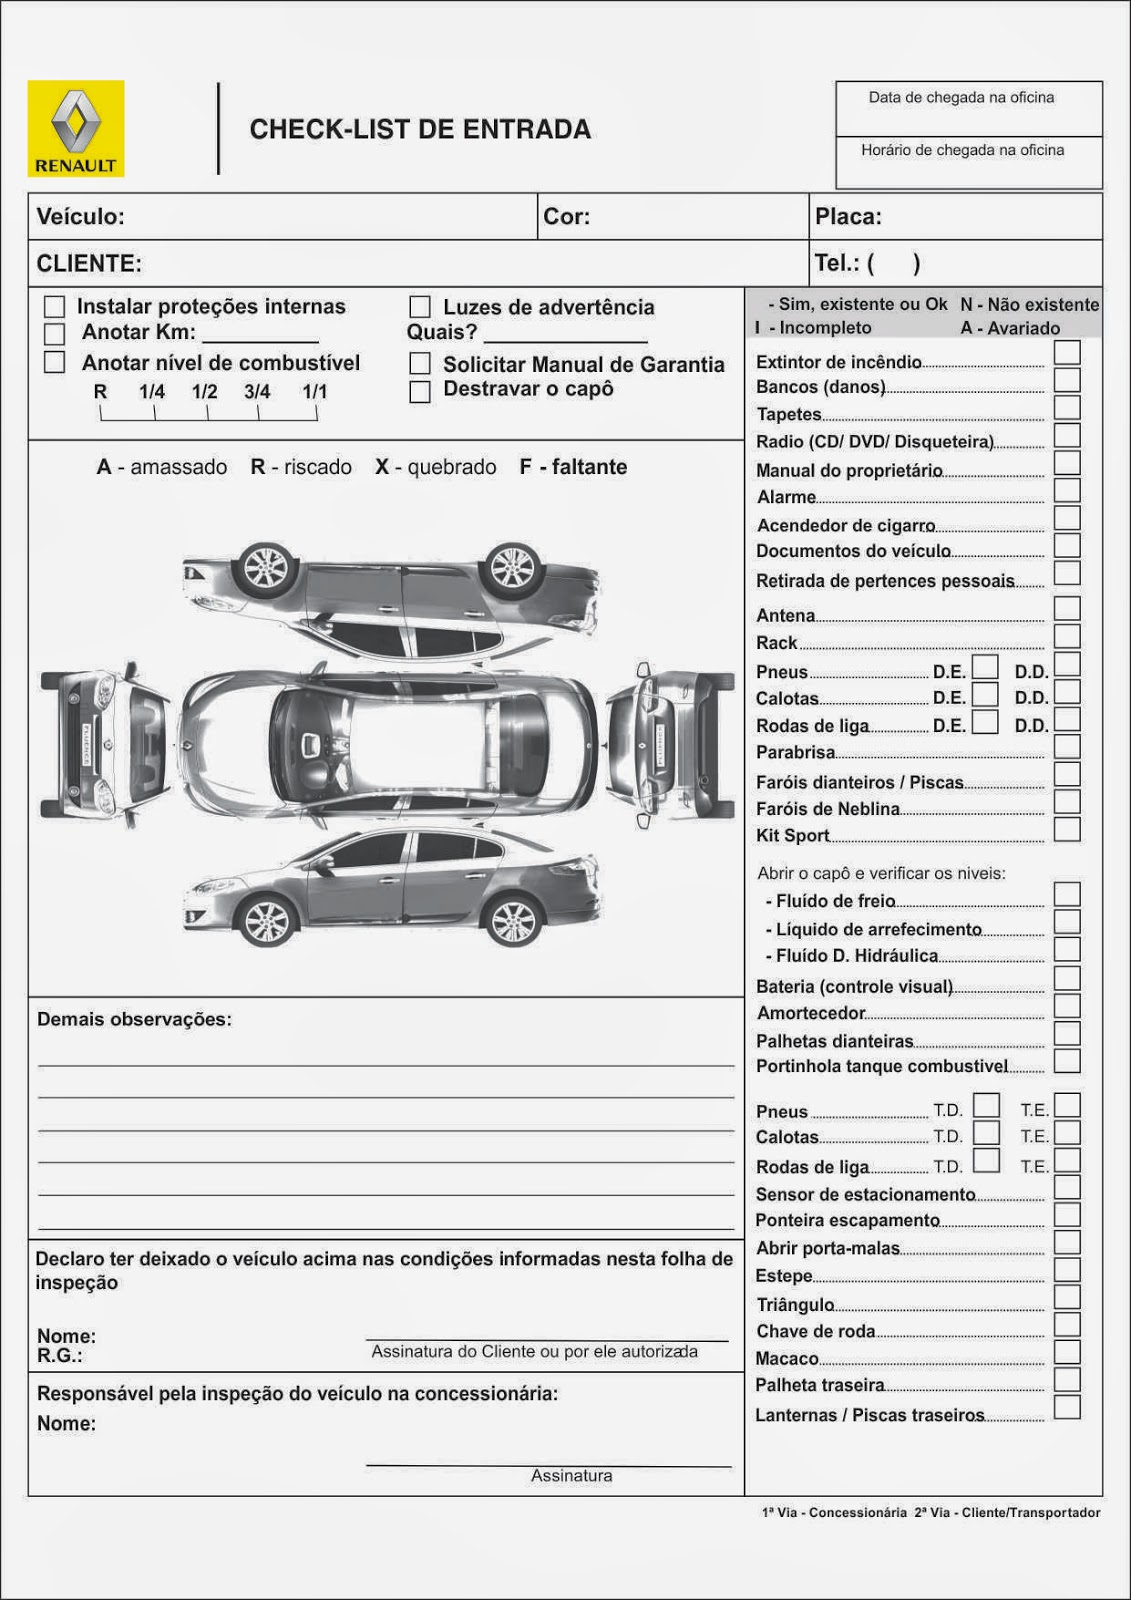 RENAULT
CHECK-LIST DE ENTRADA
Data de chegada na oficina
Horário de chegada na oficina
Veículo:
Cor:
Placa:
CLIENTE:
Tel.: ( )
Instalar proteções internas
Anotar Km:
Anotar nível de combustível
R 1/4 1/2 3/4 1/1
Luzes de advertência
Quais?
Solicitar Manual de Garantia
Destravar o capô
A - amassado R - riscado X - quebrado F - faltante
FLUENCE
FLUENCE
Demais observações:
Declaro ter deixado o veículo acima nas condições informadas nesta folha de
inspeção
Nome:
R.G.:
Assinatura do Cliente ou por ele autorizada
Responsável pela inspeção do veículo na concessionária:
Nome:
Assinatura
- Sim, existente ou Ok N - Não existente
I - Incompleto A - Avariado
Extintor de incêndio
Bancos (danos)
Tapetes
Radio (CD/ DVD/ Disqueteira)
Manual do proprietário
Alarme
Acendedor de cigarro
Documentos do veículo
Retirada de pertences pessoais
Antena
Rack
Pneus D.E. D.D.
Calotas D.E. D.D.
Rodas de liga D.E. D.D.
Parabrisa
Faróis dianteiros / Piscas
Faróis de Neblina
Kit Sport
Abrir o capô e verificar os niveis:
- Fluído de freio
- Líquido de arrefecimento
- Fluído D. Hidráulica
Bateria (controle visual)
Amortecedor
Palhetas dianteiras
Portinhola tanque combustivel
Pneus T.D. T.E.
Calotas T.D. T.E.
Rodas de liga T.D. T.E.
Sensor de estacionamento
Ponteira escapamento
Abrir porta-malas
Estepe
Triângulo
Chave de roda
Macaco
Palheta traseira
Lanternas / Piscas traseiros
1ª Via - Concessionária 2ª Via - Cliente/Transportador